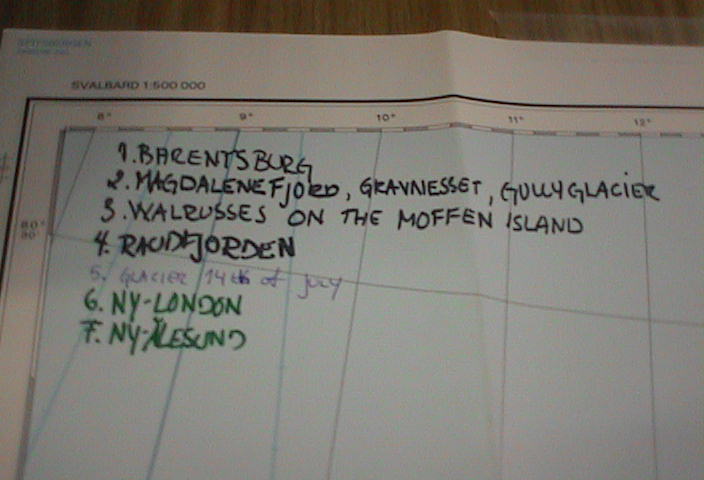 SPITSBERGEN
SVALBARD 1:500 000
8° 9° 10° 11° 12°
1. BARENTSBURG
2. MAGDALENEFJORD, GRAVNESSET, GULLYGLACIER
3. WALRUSSES ON THE MOFFEN ISLAND
80°
4. RAUDFJORDEN
5. GLACIER 14th of july
6. NY-LONDON
7. NY-ÅLESUND